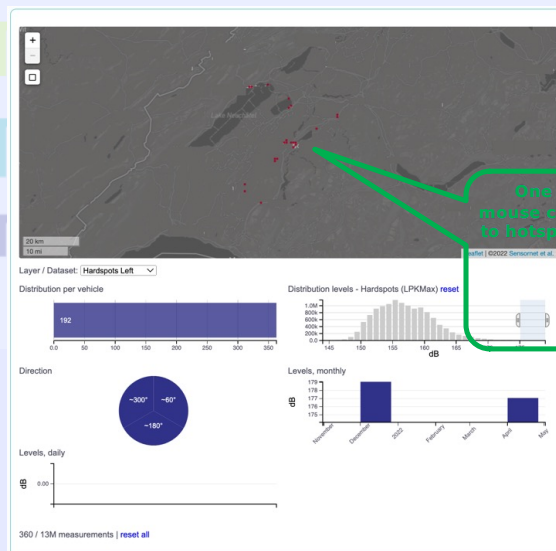 +
−
Lake Neuchâtel
One
mouse c
to hotsp
20 km
10 mi
eaflet | ©2022 Sensornet et al.
Layer / Dataset: Hardspots Left
Distribution per vehicle
192
0.0 50 100 150 200 250 300 350
Distribution levels - Hardspots (LPKMax) reset
1.0M
800k
600k
400k
200k
0.0
145 150 155 160 165
dB
Direction
~300° ~60°
~180°
Levels, monthly
179
178
177
176
175
dB
November December 2022 February March April May
Levels, daily
0.00
dB
360 / 13M measurements | reset all